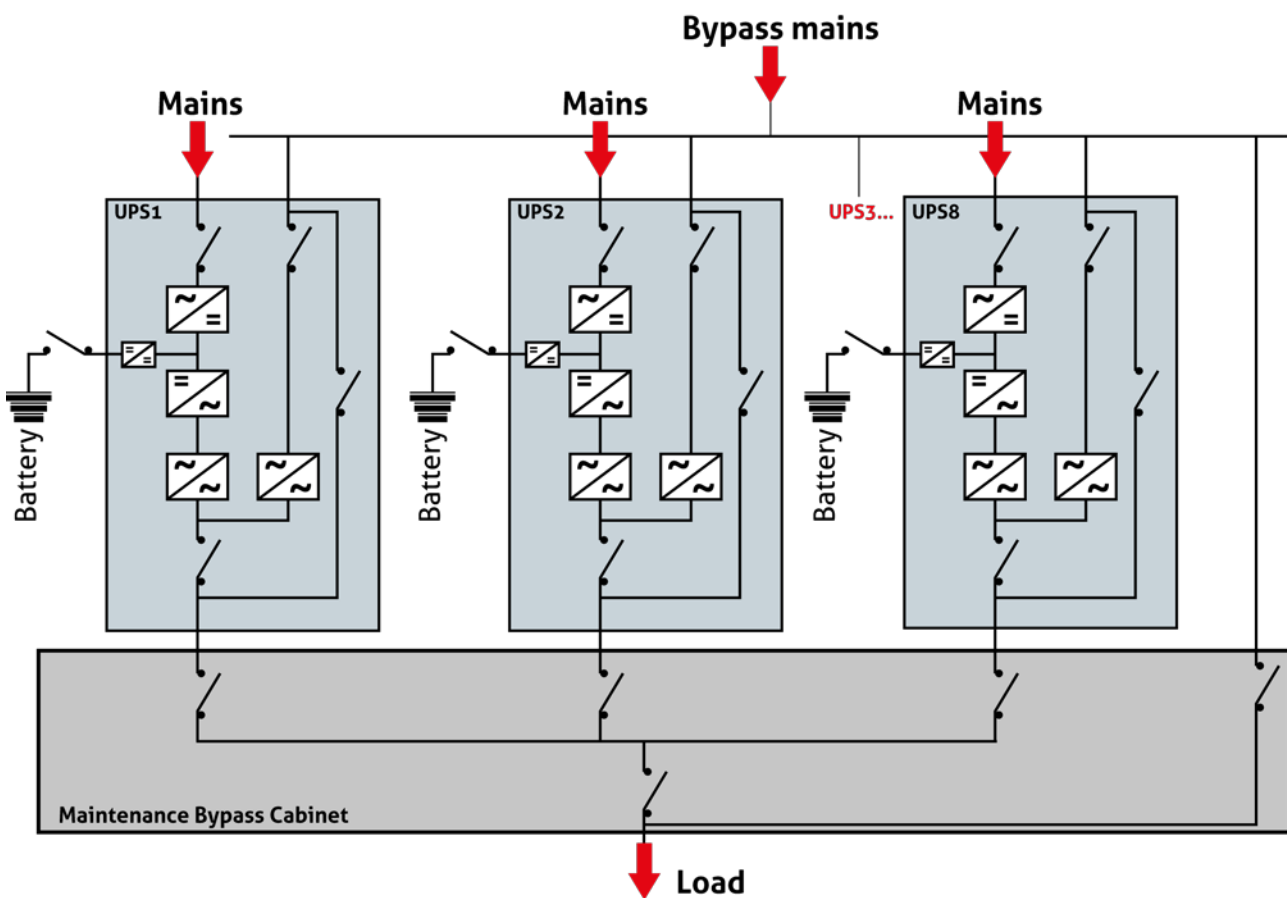 Bypass mains
Mains
Mains
Mains
UPS1
UPS2
UPS3...
UPS8
Battery
Battery
Battery
Maintenance Bypass Cabinet
Load